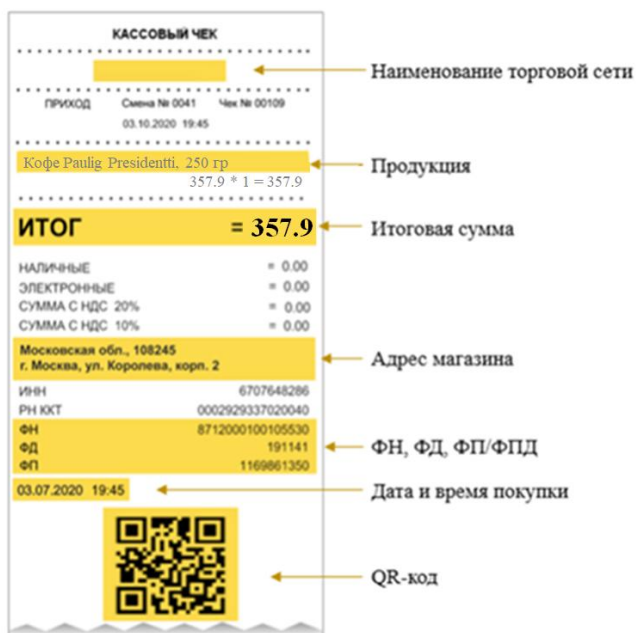 КАССОВЫЙ ЧЕК
Наименование торговой сети
ПРИХОД Смена № 0041 Чек № 00109
03.10.2020 19:45
Кофе Paulig Presidentti, 250 гр
Продукция
357.9 * 1 = 357.9
ИТОГ = 357.9
Итоговая сумма
НАЛИЧНЫЕ = 0.00
ЭЛЕКТРОННЫЕ = 0.00
СУММА С НДС 20% = 0.00
СУММА С НДС 10% = 0.00
Московская обл., 108245
г. Москва, ул. Королева, корп. 2
Адрес магазина
ИНН 6707648286
РН ККТ 0002929337020040
ФН 8712000100105530
ФД 191141
ФП 1169861350
ФН, ФД, ФП/ФПД
03.07.2020 19:45
Дата и время покупки
QR-код